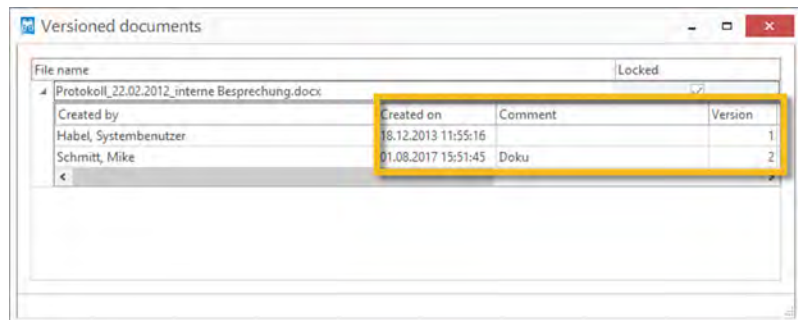 Versioned documents
File name Locked
Protokoll_22.02.2012_interne Besprechung.docx
Created by Created on Comment Version
Habel, Systembenutzer 18.12.2013 11:55:16 1
Schmitt, Mike 01.08.2017 15:51:45 Doku 2